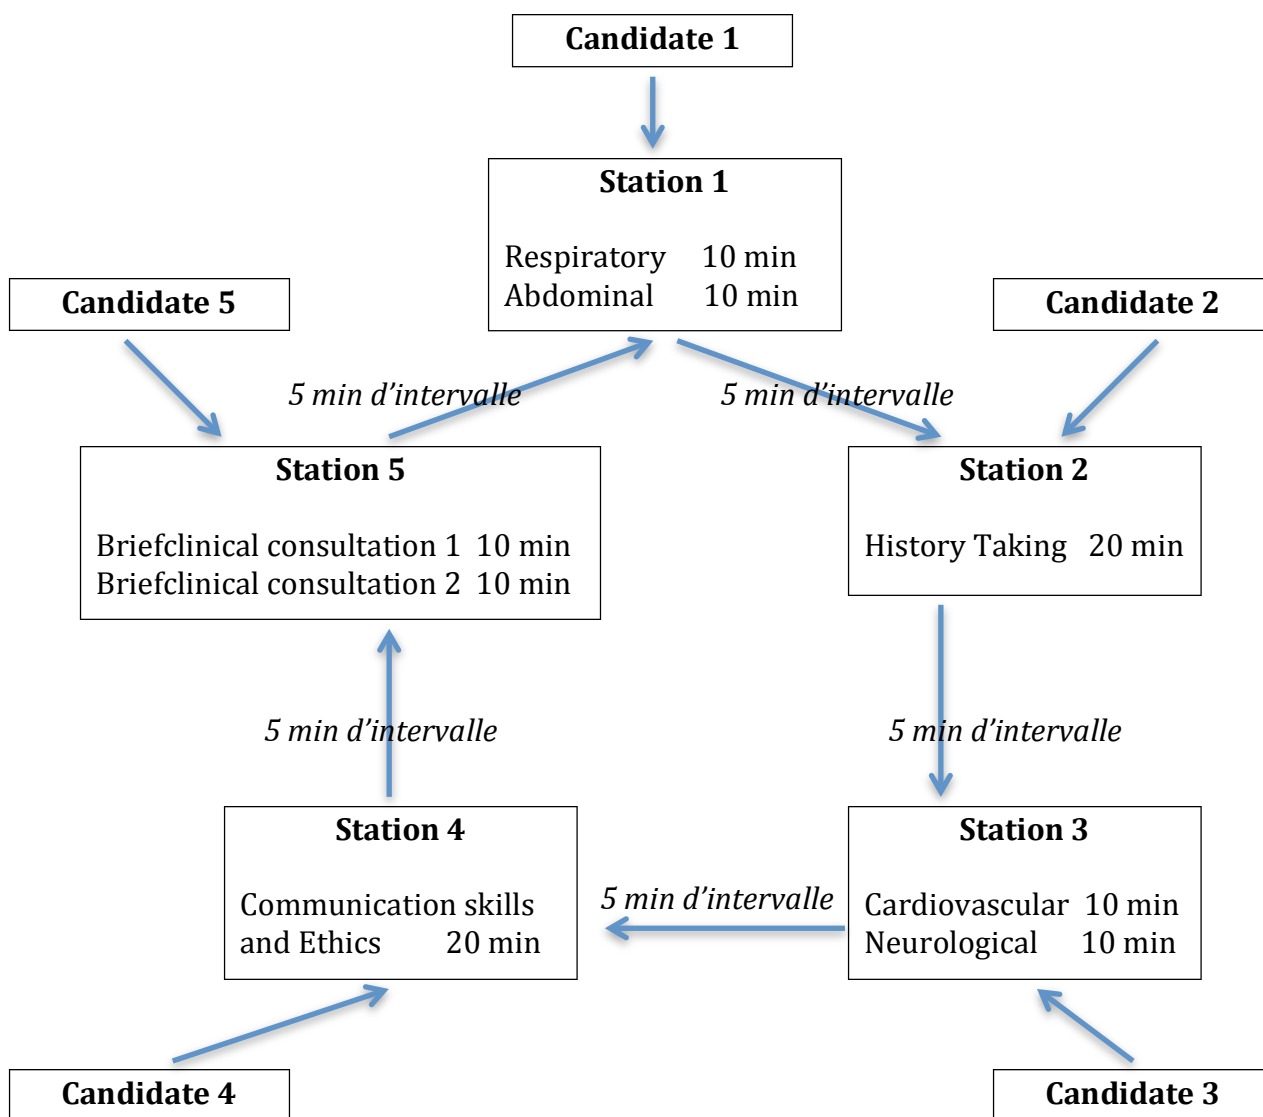 Candidate 1
Station 1
Respiratory 10 min
Abdominal 10 min
Candidate 5
Candidate 2
5 min d’intervalle
5 min d’intervalle
Station 5
Briefclinical consultation 1 10 min
Briefclinical consultation 2 10 min
Station 2
History Taking 20 min
5 min d’intervalle
5 min d’intervalle
Station 4
Communication skills
and Ethics 20 min
5 min d’intervalle
Station 3
Cardiovascular 10 min
Neurological 10 min
Candidate 4
Candidate 3